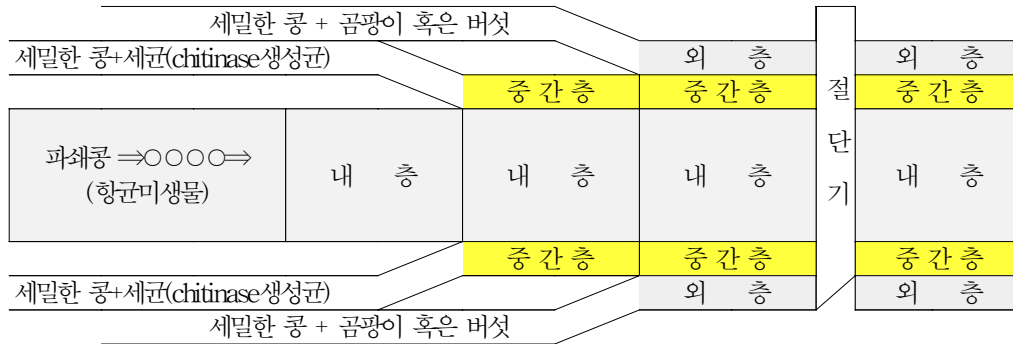 세밀한 콩 + 곰팡이 혹은 버섯
외 층
외 층
세밀한 콩+세균(chitinase생성균)
중 간 층
중 간 층
중 간 층
절
단
기
파쇄콩 ⇒○○○○⇒
(항균미생물)
내 층
내 층
내 층
내 층
중 간 층
중 간 층
중 간 층
세밀한 콩+세균(chitinase생성균)
외 층
외 층
세밀한 콩 + 곰팡이 혹은 버섯